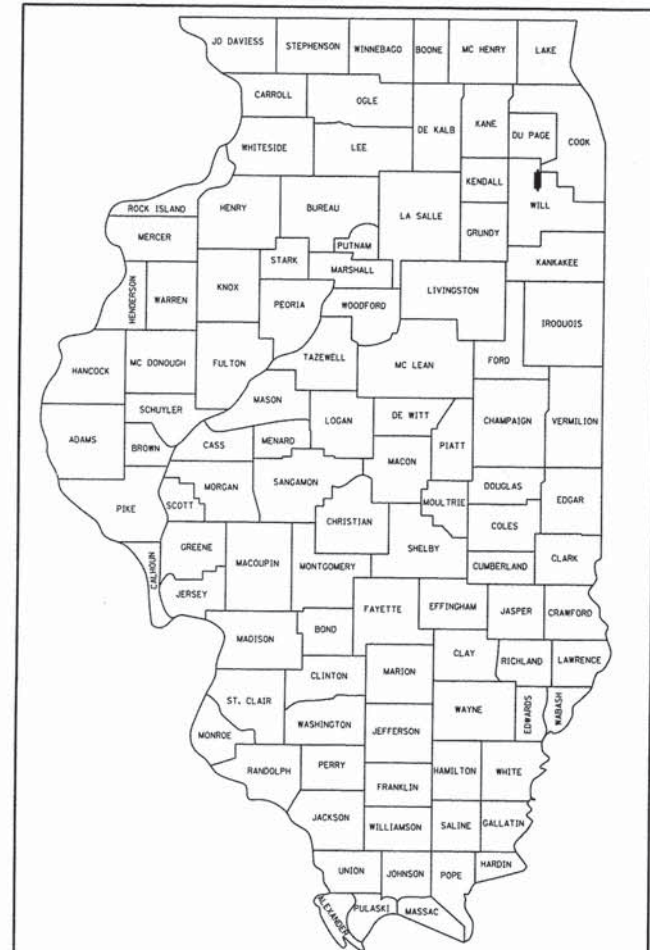 JO DAVIESS
STEPHENSON
WINNEBAGO
BOONE
MC HENRY
LAKE
CARROLL
OGLE
DE KALB
KANE
DU PAGE
COOK
WHITESIDE
LEE
KENDALL
WILL
ROCK ISLAND
HENRY
BUREAU
LA SALLE
GRUNDY
MERCER
PUTNAM
STARK
MARSHALL
KANKAKEE
HENDERSON
WARREN
KNOX
PEORIA
WOODFORD
LIVINGSTON
IROQUOIS
HANCOCK
MC DONOUGH
FULTON
TAZEWELL
MC LEAN
FORD
MASON
SCHUYLER
LOGAN
DE WITT
CHAMPAIGN
VERMILION
ADAMS
BROWN
CASS
MENARD
PIATT
MACON
MORGAN
SANGAMON
DOUGLAS
EDGAR
PIKE
SCOTT
CHRISTIAN
MOULTRIE
COLES
GREENE
MACOUPIN
MONTGOMERY
SHELBY
CUMBERLAND
CLARK
CALHOUN
JERSEY
FAYETTE
EFFINGHAM
JASPER
CRAWFORD
MADISON
BOND
CLAY
RICHLAND
LAWRENCE
CLINTON
MARION
ST. CLAIR
WAYNE
EDWARDS
WABASH
MONROE
WASHINGTON
JEFFERSON
RANDOLPH
PERRY
HAMILTON
WHITE
FRANKLIN
JACKSON
WILLIAMSON
SALINE
GALLATIN
UNION
JOHNSON
POPE
HARDIN
ALEXANDER
PULASKI
MASSAC